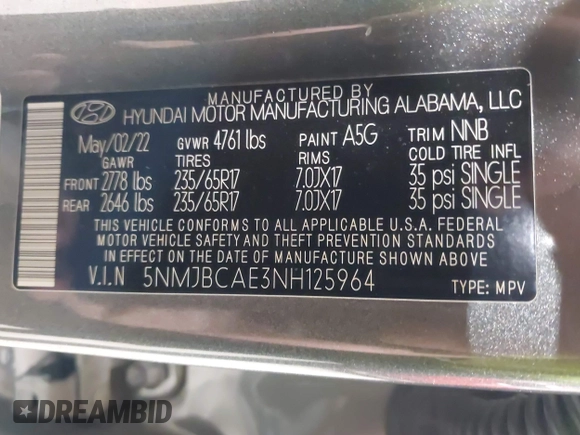 MANUFACTURED BY
HYUNDAI MOTOR MANUFACTURING ALABAMA, LLC
May/02/22 GVWR 4761 lbs PAINT A5G TRIM NNB
GAWR TIRES RIMS COLD TIRE INFL
FRONT 2778 lbs 235/65R17 7.0JX17 35 psi SINGLE
REAR 2646 lbs 235/65R17 7.0JX17 35 psi SINGLE
THIS VEHICLE CONFORMS TO ALL APPLICABLE U.S.A. FEDERAL
MOTOR VEHICLE SAFETY AND THEFT PREVENTION STANDARDS
IN EFFECT ON THE DATE OF MANUFACTURE SHOWN ABOVE
V.I.N 5NMJBCAE3NH125964 TYPE: MPV
DREAMBID